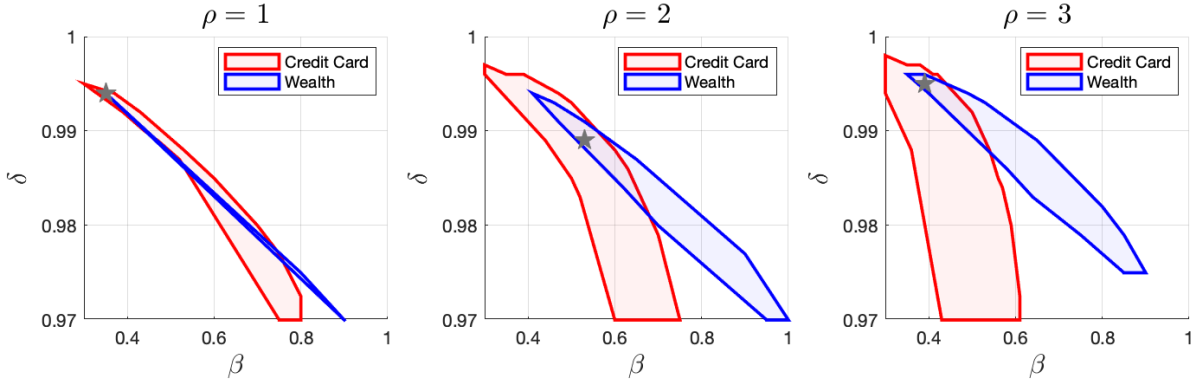 ρ = 1
1
0.99
0.98
0.97
δ
0.4
0.6
0.8
1
β
Credit Card
Wealth
ρ = 2
1
0.99
0.98
0.97
δ
0.4
0.6
0.8
1
β
Credit Card
Wealth
ρ = 3
1
0.99
0.98
0.97
δ
0.4
0.6
0.8
1
β
Credit Card
Wealth